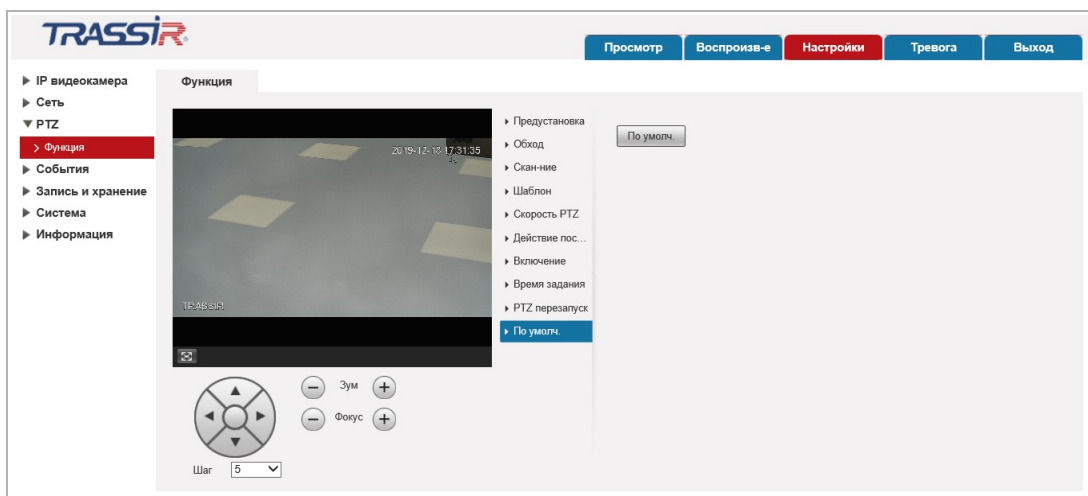 TRASSIR
Просмотр
Воспроизв-е
Настройки
Тревога
Выход
IP видеокамера
Сеть
PTZ
Функция
События
Запись и хранение
Система
Информация
Функция
2019-12-18 17:31:35
TRASSIR
Предустановка
Обход
Скан-ние
Шаблон
Скорость PTZ
Действие пос...
Включение
Время задания
PTZ перезапуск
По умолч.
По умолч.
Зум
Фокус
Шаг 5